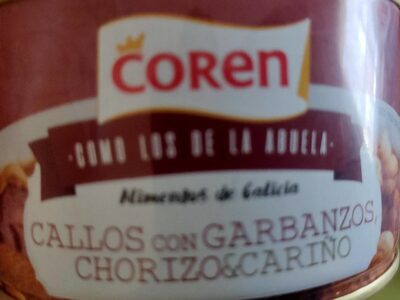 COREN
· COMO LOS DE LA ABUELA ·
Alimentos de Galicia
CALLOS CON GARBANZOS,
CHORIZO&CARIÑO